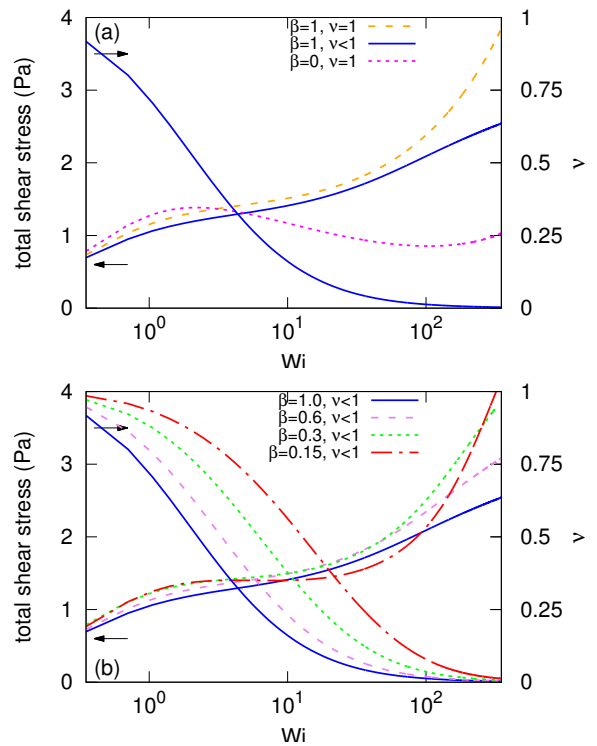 (a)
β=1, ν=1
β=1, ν<1
β=0, ν=1
total shear stress (Pa)
4
3
2
1
0
1
0.75
0.5
0.25
0
ν
10⁰
10¹
10²
Wi
(b)
β=1.0, ν<1
β=0.6, ν<1
β=0.3, ν<1
β=0.15, ν<1
total shear stress (Pa)
4
3
2
1
0
1
0.75
0.5
0.25
0
ν
10⁰
10¹
10²
Wi